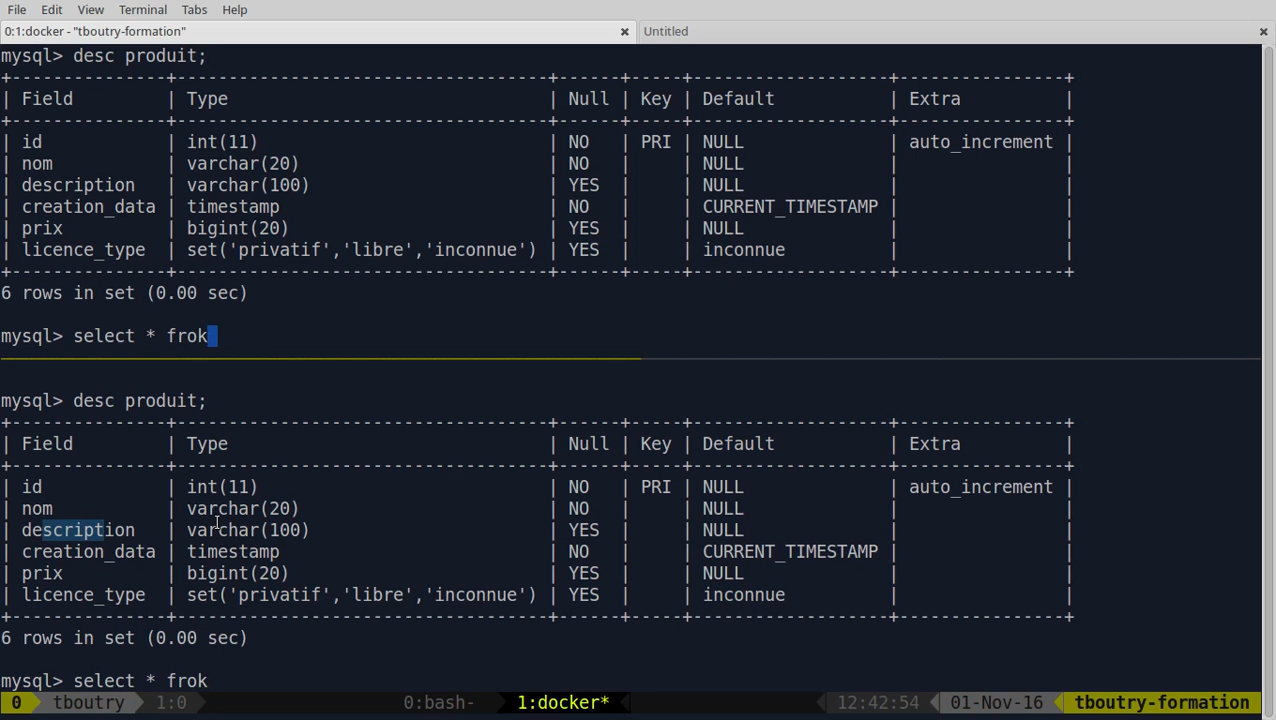 File Edit View Terminal Tabs Help
0:1:docker - "tboutry-formation" Untitled
mysql> desc produit;
+---------------+------------------------------------+------+-----+-------------------+----------------+
| Field | Type | Null | Key | Default | Extra |
+---------------+------------------------------------+------+-----+-------------------+----------------+
| id | int(11) | NO | PRI | NULL | auto_increment |
| nom | varchar(20) | NO | | NULL | |
| description | varchar(100) | YES | | NULL | |
| creation_data | timestamp | NO | | CURRENT_TIMESTAMP | |
| prix | bigint(20) | YES | | NULL | |
| licence_type | set('privatif','libre','inconnue') | YES | | inconnue | |
+---------------+------------------------------------+------+-----+-------------------+----------------+
6 rows in set (0.00 sec)
mysql> select * frok
mysql> desc produit;
+---------------+------------------------------------+------+-----+-------------------+----------------+
| Field | Type | Null | Key | Default | Extra |
+---------------+------------------------------------+------+-----+-------------------+----------------+
| id | int(11) | NO | PRI | NULL | auto_increment |
| nom | varchar(20) | NO | | NULL | |
| description | varchar(100) | YES | | NULL | |
| creation_data | timestamp | NO | | CURRENT_TIMESTAMP | |
| prix | bigint(20) | YES | | NULL | |
| licence_type | set('privatif','libre','inconnue') | YES | | inconnue | |
+---------------+------------------------------------+------+-----+-------------------+----------------+
6 rows in set (0.00 sec)
mysql> select * frok
0 tboutry 1:0 0:bash- 1:docker* 12:42:54 01-Nov-16 tboutry-formation